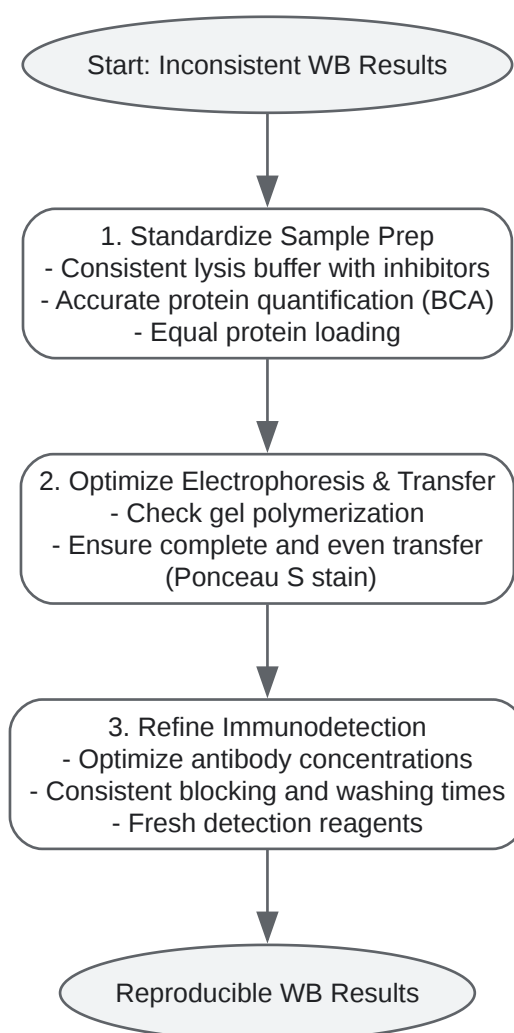 Start: Inconsistent WB Results
1. Standardize Sample Prep
- Consistent lysis buffer with inhibitors
- Accurate protein quantification (BCA)
- Equal protein loading
2. Optimize Electrophoresis & Transfer
- Check gel polymerization
- Ensure complete and even transfer
(Ponceau S stain)
3. Refine Immunodetection
- Optimize antibody concentrations
- Consistent blocking and washing times
- Fresh detection reagents
Reproducible WB Results